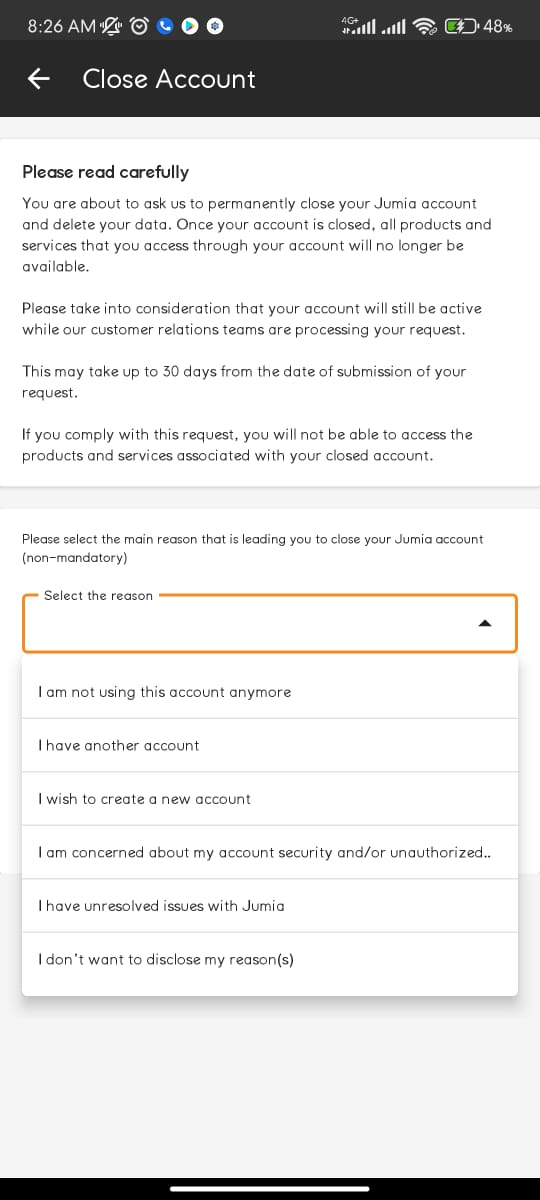 8:26 AM 4G+ 48%
Close Account
Please read carefully
You are about to ask us to permanently close your Jumia account
and delete your data. Once your account is closed, all products and
services that you access through your account will no longer be
available.
Please take into consideration that your account will still be active
while our customer relations teams are processing your request.
This may take up to 30 days from the date of submission of your
request.
If you comply with this request, you will not be able to access the
products and services associated with your closed account.
Please select the main reason that is leading you to close your Jumia account
(non-mandatory)
Select the reason
I am not using this account anymore
I have another account
I wish to create a new account
I am concerned about my account security and/or unauthorized..
I have unresolved issues with Jumia
I don't want to disclose my reason(s)